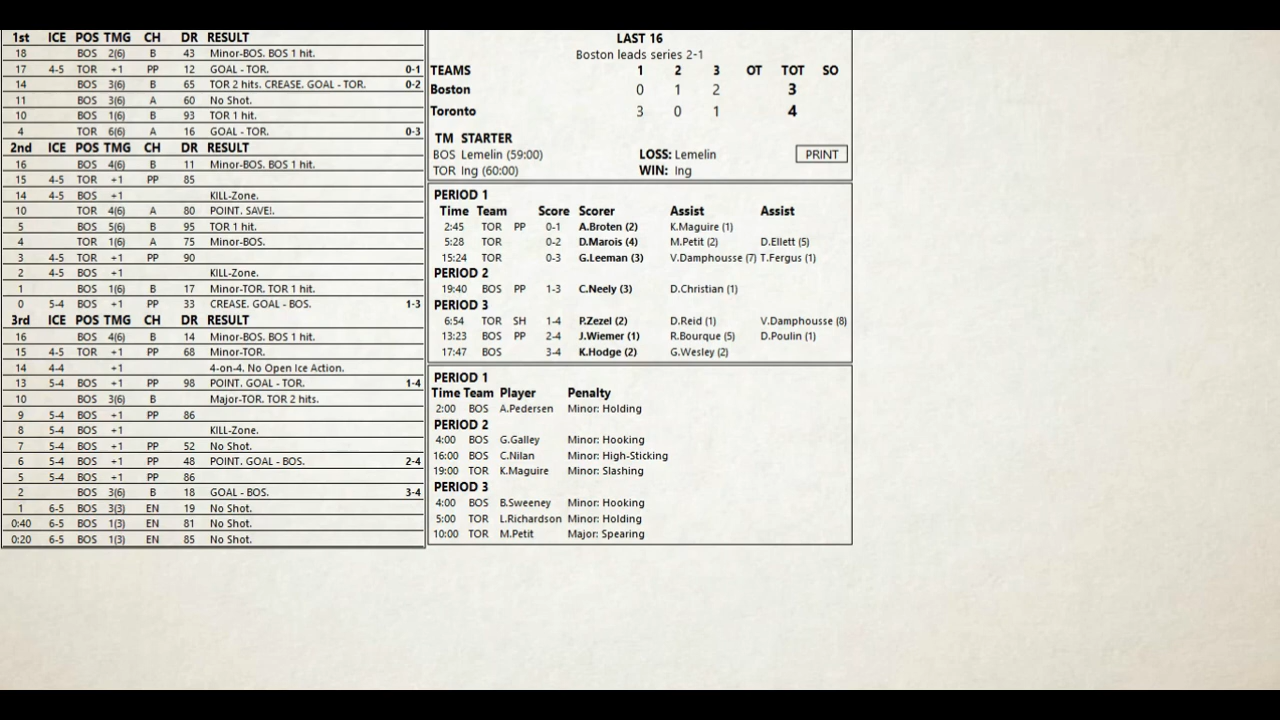 1st ICE POS TMG CH DR RESULT
18 BOS 2(6) B 43 Minor-BOS. BOS 1 hit.
17 4-5 TOR +1 PP 12 GOAL - TOR. 0-1
14 BOS 3(6) B 65 TOR 2 hits. CREASE. GOAL - TOR. 0-2
11 BOS 3(6) A 60 No Shot.
10 BOS 1(6) B 93 TOR 1 hit.
4 TOR 6(6) A 16 GOAL - TOR. 0-3
2nd ICE POS TMG CH DR RESULT
16 BOS 4(6) B 11 Minor-BOS. BOS 1 hit.
15 4-5 TOR +1 PP 85
14 4-5 BOS +1 KILL-Zone.
10 TOR 4(6) A 80 POINT. SAVE!.
5 BOS 5(6) B 95 TOR 1 hit.
4 TOR 1(6) A 75 Minor-BOS.
3 4-5 TOR +1 PP 90
2 4-5 BOS +1 KILL-Zone.
1 BOS 1(6) B 17 Minor-TOR. TOR 1 hit.
0 5-4 BOS +1 PP 33 CREASE. GOAL - BOS. 1-3
3rd ICE POS TMG CH DR RESULT
16 BOS 4(6) B 14 Minor-BOS. BOS 1 hit.
15 4-5 TOR +1 PP 68 Minor-TOR.
14 4-4 +1 4-on-4. No Open Ice Action.
13 5-4 BOS +1 PP 98 POINT. GOAL - TOR. 1-4
10 BOS 3(6) B Major-TOR. TOR 2 hits.
9 5-4 BOS +1 PP 86
8 5-4 BOS +1 KILL-Zone.
7 5-4 BOS +1 PP 52 No Shot.
6 5-4 BOS +1 PP 48 POINT. GOAL - BOS. 2-4
5 5-4 BOS +1 PP 86
2 BOS 3(6) B 18 GOAL - BOS. 3-4
1 6-5 BOS 3(3) EN 19 No Shot.
0:40 6-5 BOS 1(3) EN 81 No Shot.
0:20 6-5 BOS 1(3) EN 85 No Shot.
LAST 16
Boston leads series 2-1
TEAMS 1 2 3 OT TOT SO
Boston 0 1 2 3
Toronto 3 0 1 4
TM STARTER
BOS Lemelin (59:00) LOSS: Lemelin PRINT
TOR Ing (60:00) WIN: Ing
PERIOD 1
Time Team Score Scorer Assist Assist
2:45 TOR PP 0-1 A.Broten (2) K.Maguire (1)
5:28 TOR 0-2 D.Marois (4) M.Petit (2) D.Ellett (5)
15:24 TOR 0-3 G.Leeman (3) V.Damphousse (7) T.Fergus (1)
PERIOD 2
19:40 BOS PP 1-3 C.Neely (3) D.Christian (1)
PERIOD 3
6:54 TOR SH 1-4 P.Zezel (2) D.Reid (1) V.Damphousse (8)
13:23 BOS PP 2-4 J.Wiemer (1) R.Bourque (5) D.Poulin (1)
17:47 BOS 3-4 K.Hodge (2) G.Wesley (2)
PERIOD 1
Time Team Player Penalty
2:00 BOS A.Pedersen Minor: Holding
PERIOD 2
4:00 BOS G.Galley Minor: Hooking
16:00 BOS C.Nilan Minor: High-Sticking
19:00 TOR K.Maguire Minor: Slashing
PERIOD 3
4:00 BOS B.Sweeney Minor: Hooking
5:00 TOR L.Richardson Minor: Holding
10:00 TOR M.Petit Major: Spearing